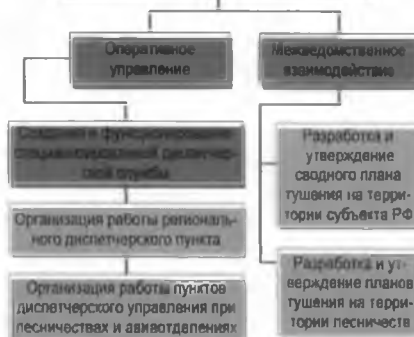 Оперативное
управление
Межведомственное
взаимодействие
Создание и функционирование
специализированной диспетчер-
ской службы
Организация работы региональ-
ного диспетчерского пункта
Организация работы пунктов
диспетчерского управления при
лесничествах и авиаотделениях
Разработка и
утверждение
сводного плана
тушения на терри-
тории субъекта РФ
Разработка и ут-
верждение планов
тушения на терри-
тории лесничеств